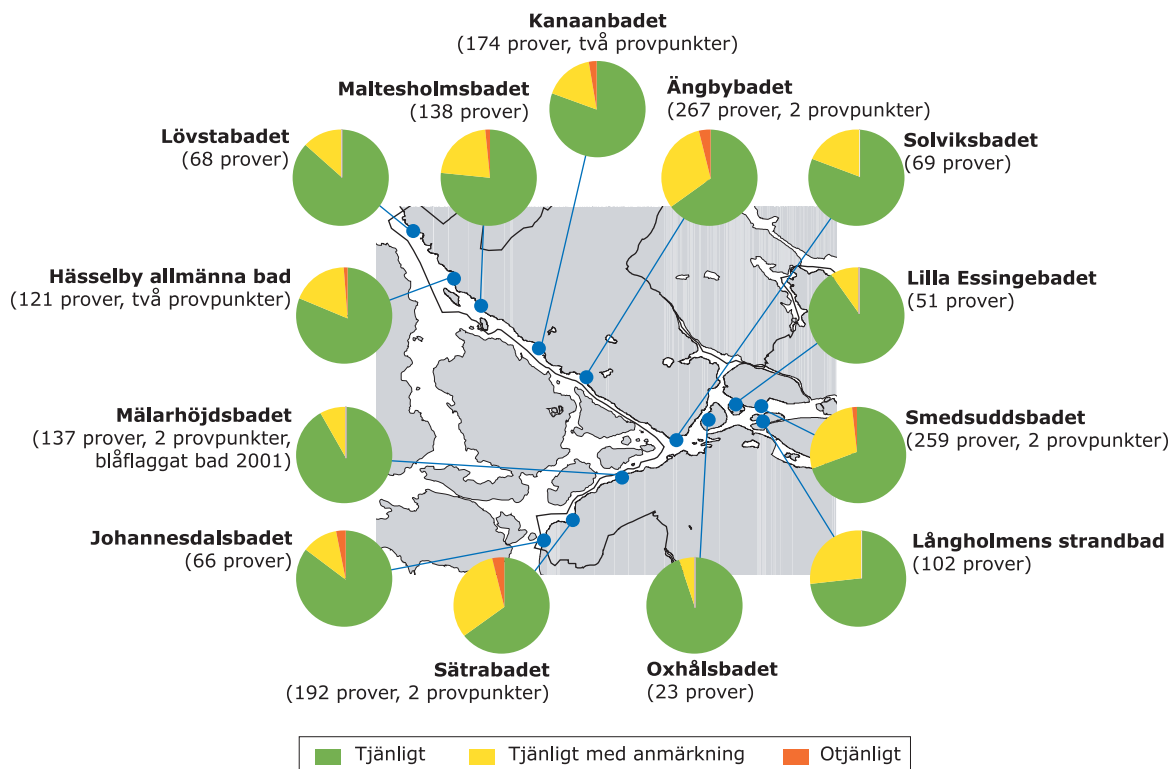 Kanaanbadet
(174 prover, två provpunkter)
Maltesholmsbadet
(138 prover)
Ängbybadet
(267 prover, 2 provpunkter)
Lövstabadet
(68 prover)
Solviksbadet
(69 prover)
Hässelby allmänna bad
(121 prover, två provpunkter)
Lilla Essingebadet
(51 prover)
Mälarhöjdsbadet
(137 prover, 2 provpunkter,
blåflaggat bad 2001)
Smedsuddsbadet
(259 prover, 2 provpunkter)
Johannesdalsbadet
(66 prover)
Långholmens strandbad
(102 prover)
Sätrabadet
(192 prover, 2 provpunkter)
Oxhålsbadet
(23 prover)
Tjänligt
Tjänligt med anmärkning
Otjänligt